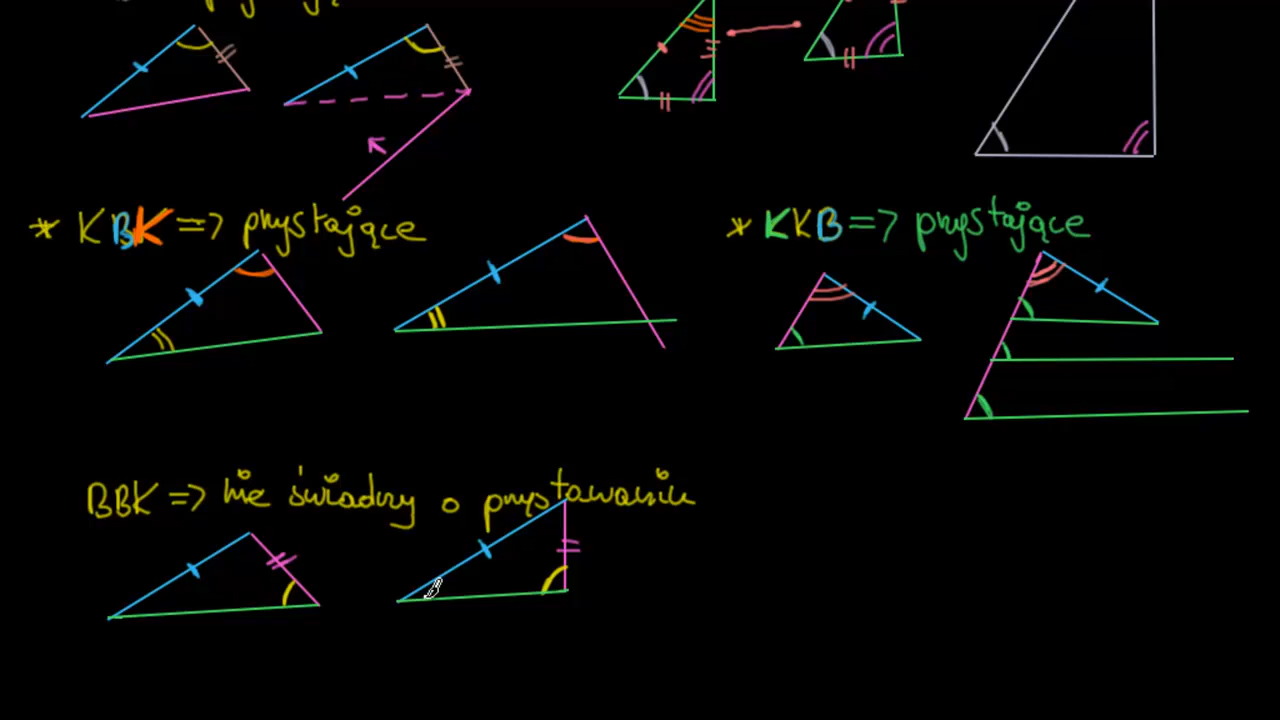 * KBK => przystające
* KKB => przystające
BBK => nie świadczy o przystawaniu